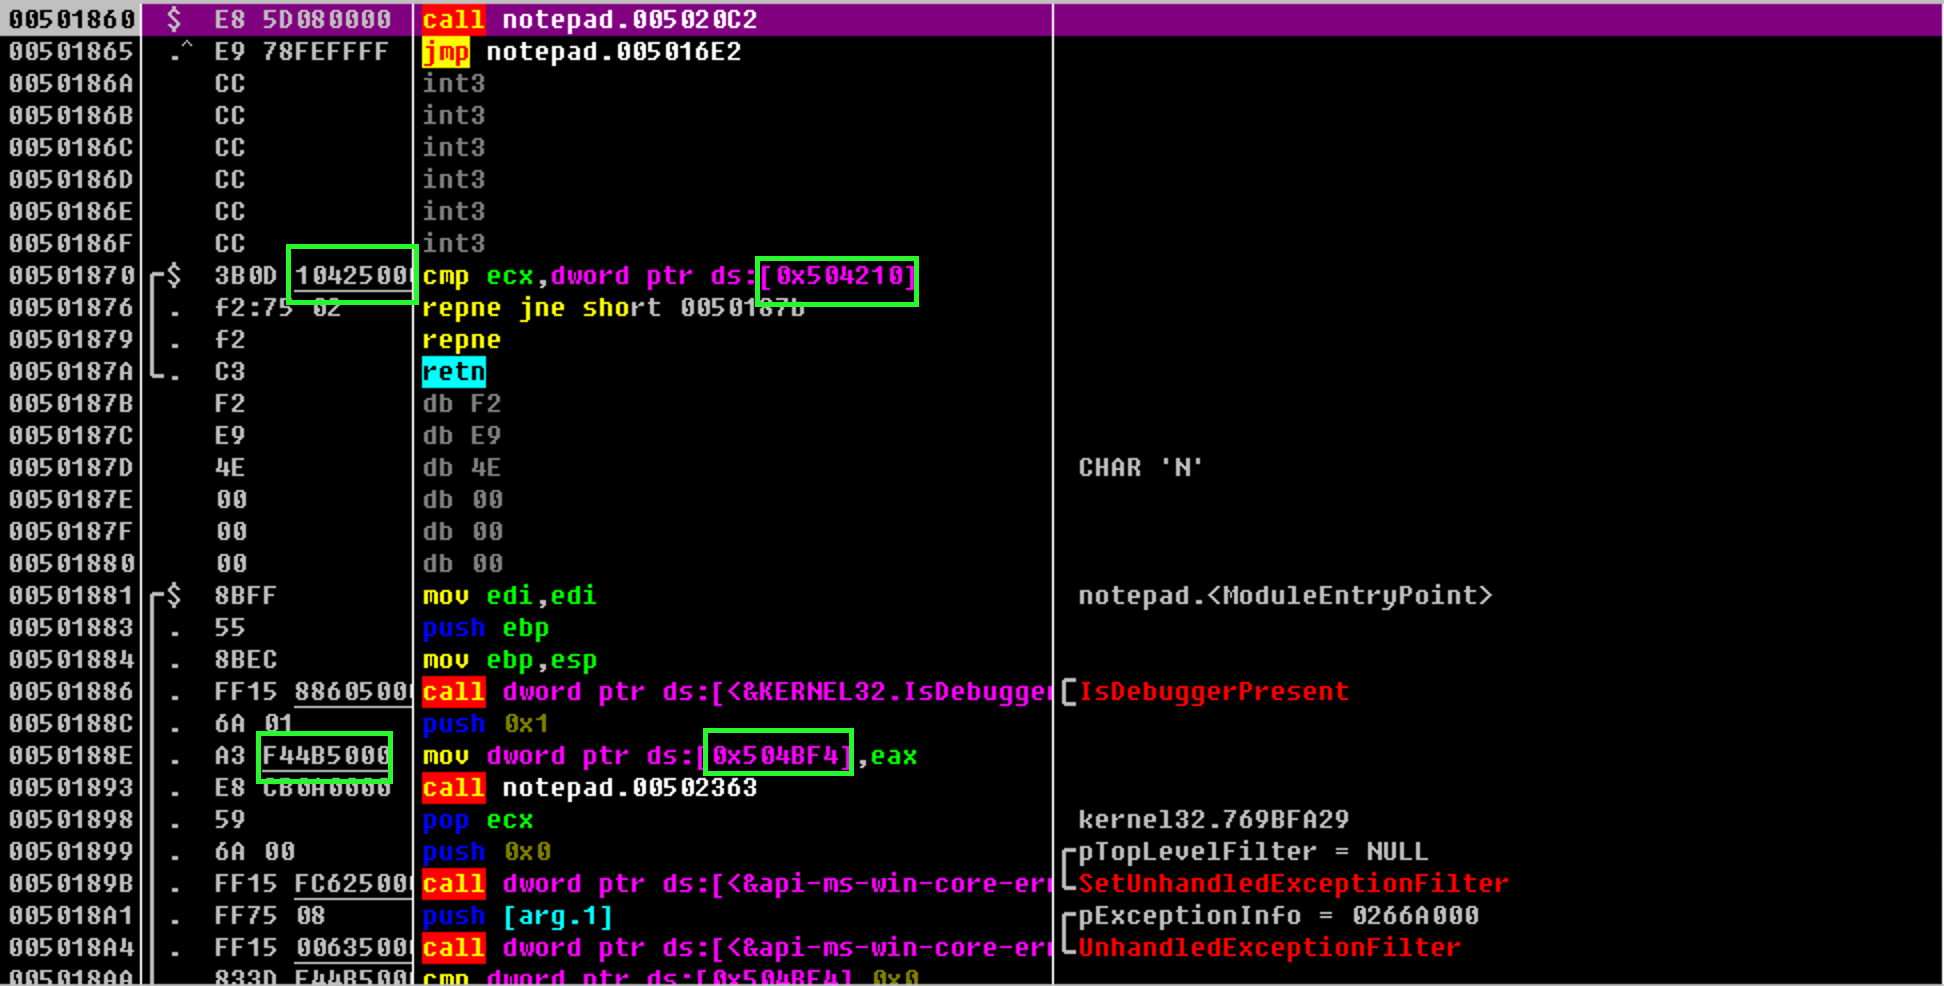 00501860 $ E8 5D080000 call notepad.005020C2
00501865 .^ E9 78FEFFFF jmp notepad.005016E2
0050186A CC int3
0050186B CC int3
0050186C CC int3
0050186D CC int3
0050186E CC int3
0050186F CC int3
00501870 $ 3B0D 10425000 cmp ecx,dword ptr ds:[0x504210]
00501876 . f2:75 02 repne jne short 0050187b
00501879 . f2 repne
0050187A . C3 retn
0050187B F2 db F2
0050187C E9 db E9
0050187D 4E db 4E CHAR 'N'
0050187E 00 db 00
0050187F 00 db 00
00501880 00 db 00
00501881 $ 8BFF mov edi,edi notepad.<ModuleEntryPoint>
00501883 . 55 push ebp
00501884 . 8BEC mov ebp,esp
00501886 . FF15 88605000 call dword ptr ds:[<&KERNEL32.IsDebugger IsDebuggerPresent
0050188C . 6A 01 push 0x1
0050188E . A3 F44B5000 mov dword ptr ds:[0x504BF4],eax
00501893 . E8 CB0A0000 call notepad.00502363
00501898 . 59 pop ecx kernel32.769BFA29
00501899 . 6A 00 push 0x0 pTopLevelFilter = NULL
0050189B . FF15 FC625000 call dword ptr ds:[<&api-ms-win-core-er SetUnhandledExceptionFilter
005018A1 . FF75 08 push [arg.1] pExceptionInfo = 0266A000
005018A4 . FF15 00635000 call dword ptr ds:[<&api-ms-win-core-er UnhandledExceptionFilter
005018AA . 833D F44B5000 cmp dword ptr ds:[0x504BF4],0x0